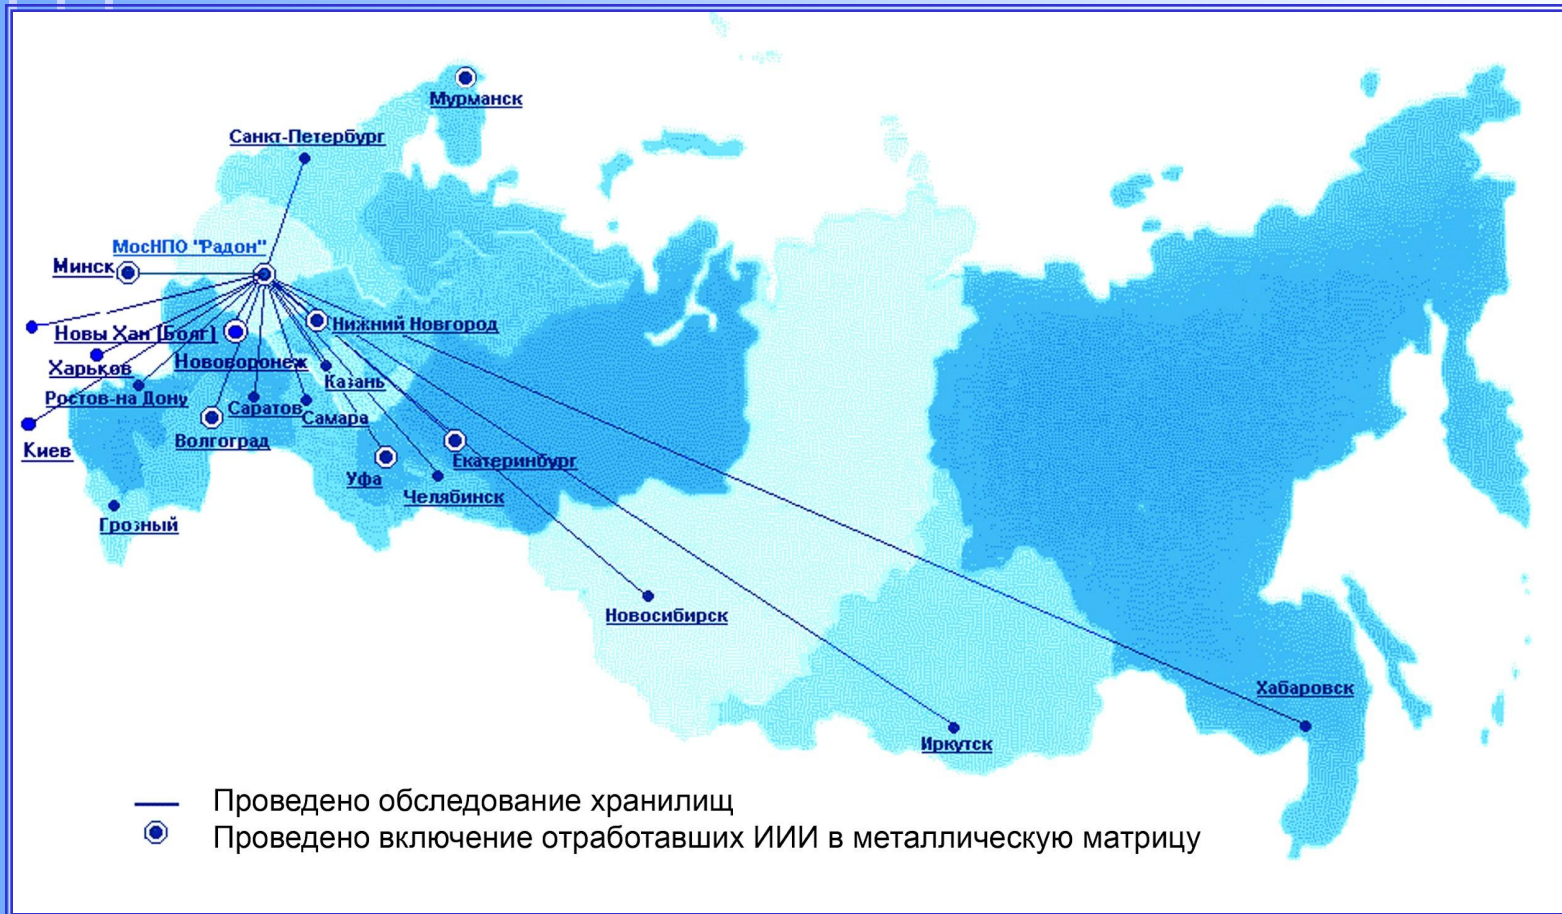 Мурманск
Санкт-Петербург
МосНПО "Радон"
Минск
Новы Хан (Болг)
Нижний Новгород
Харьков
Нововоронеж
Казань
Ростов-на Дону
Саратов
Самара
Волгоград
Киев
Екатеринбург
Уфа
Челябинск
Грозный
Новосибирск
Хабаровск
Иркутск
Проведено обследование хранилищ
Проведено включение отработавших ИИИ в металлическую матрицу